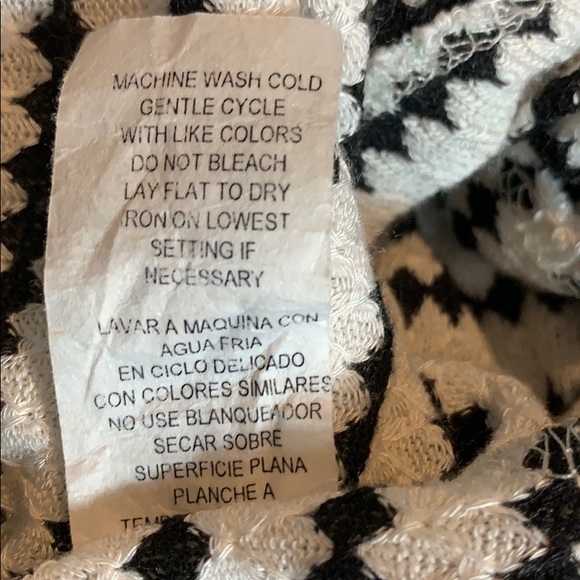 MACHINE WASH COLD
GENTLE CYCLE
WITH LIKE COLORS
DO NOT BLEACH
LAY FLAT TO DRY
IRON ON LOWEST
SETTING IF
NECESSARY
LAVAR A MAQUINA CON
AGUA FRIA
EN CICLO DELICADO
CON COLORES SIMILARES
NO USE BLANQUEADOR
SECAR SOBRE
SUPERFICIE PLANA
PLANCHE A